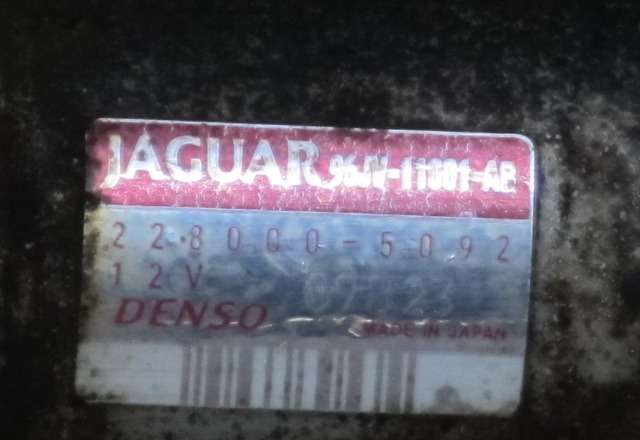 JAGUAR 96JV-11001-AB
228000-5092
12V
DENSO MADE IN JAPAN